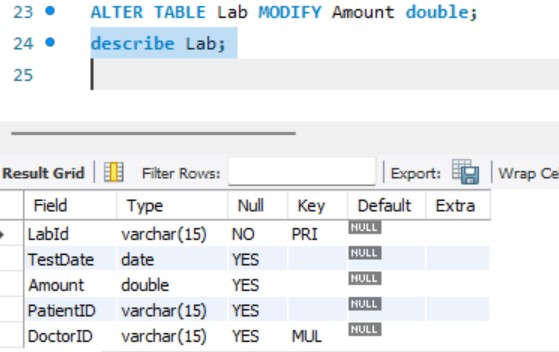 23 ALTER TABLE Lab MODIFY Amount double;
24 describe Lab;
25
Result Grid Filter Rows: Export: Wrap Ce
Field Type Null Key Default Extra
LabId varchar(15) NO PRI NULL
TestDate date YES NULL
Amount double YES NULL
PatientID varchar(15) YES NULL
DoctorID varchar(15) YES MUL NULL